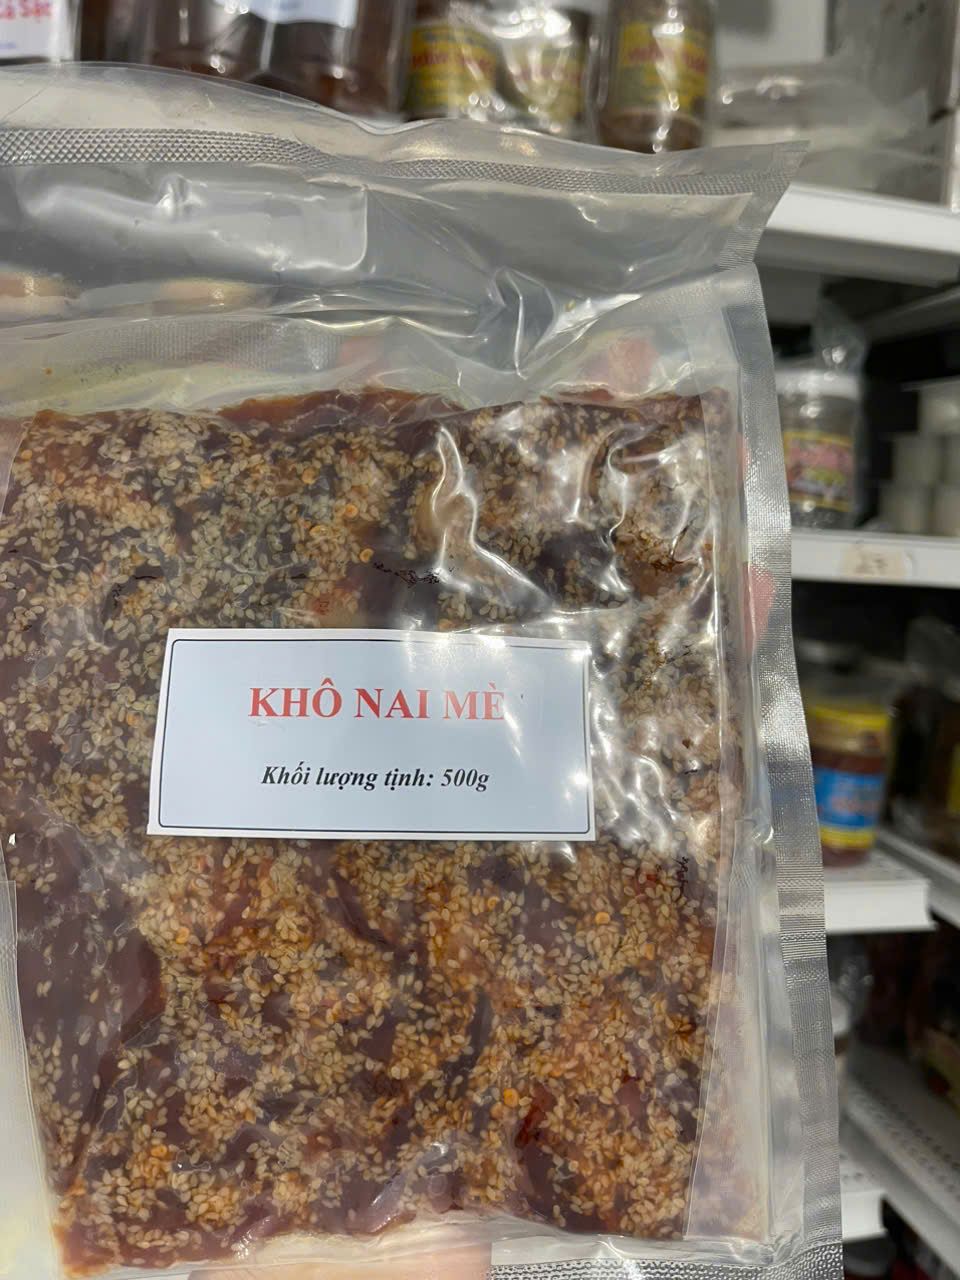 KHÔ NAI MÈ
Khối lượng tịnh: 500g